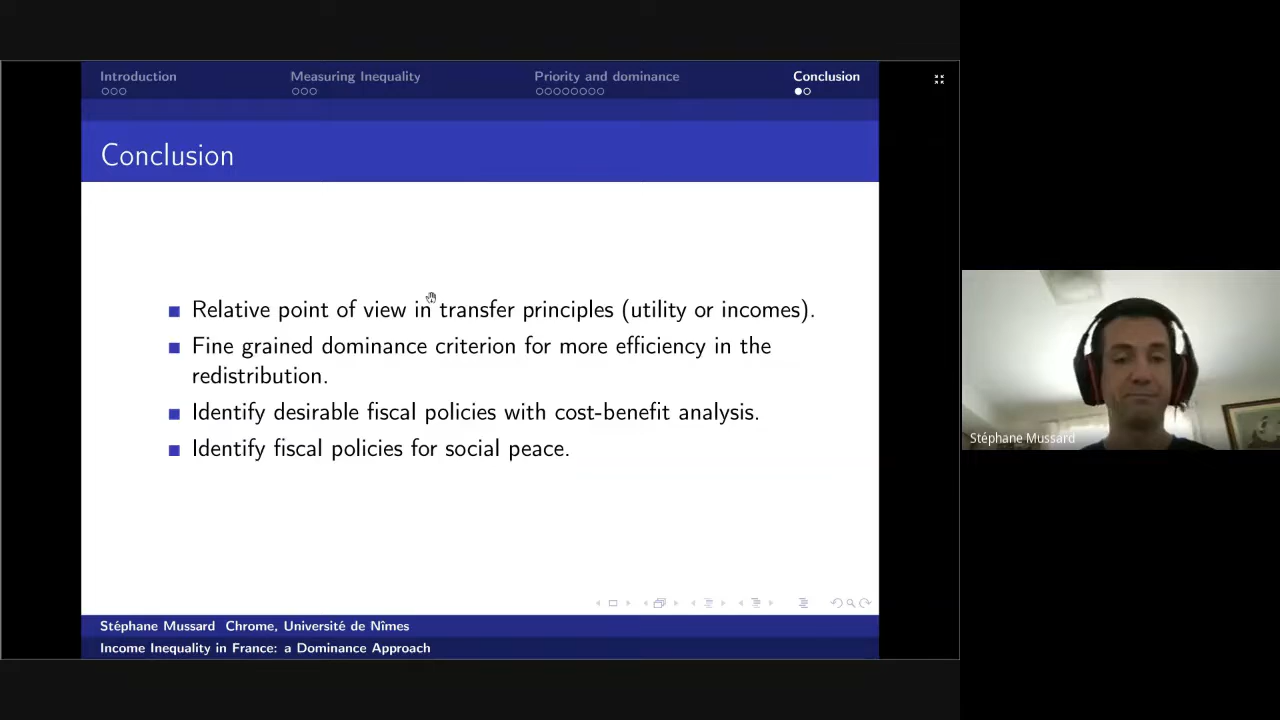 Introduction
Measuring Inequality
Priority and dominance
Conclusion
Conclusion
Relative point of view in transfer principles (utility or incomes).
Fine grained dominance criterion for more efficiency in the
redistribution.
Identify desirable fiscal policies with cost-benefit analysis.
Identify fiscal policies for social peace.
Stéphane Mussard
Stéphane Mussard Chrome, Université de Nîmes
Income Inequality in France: a Dominance Approach